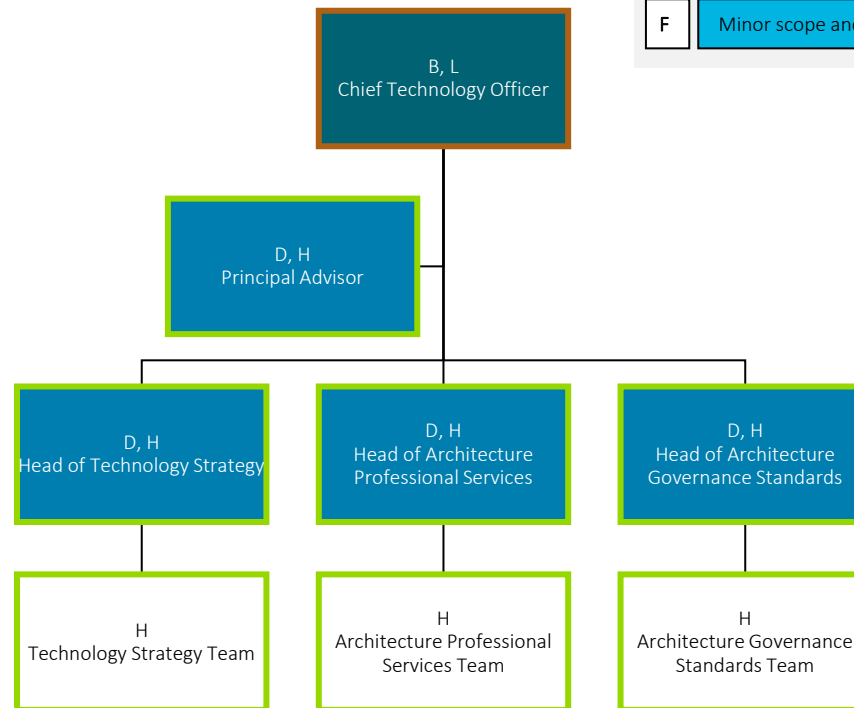 F
Minor scope and
B, L
Chief Technology Officer
D, H
Principal Advisor
D, H
Head of Technology Strategy
D, H
Head of Architecture
Professional Services
D, H
Head of Architecture
Governance Standards
H
Technology Strategy Team
H
Architecture Professional
Services Team
H
Architecture Governance
Standards Team